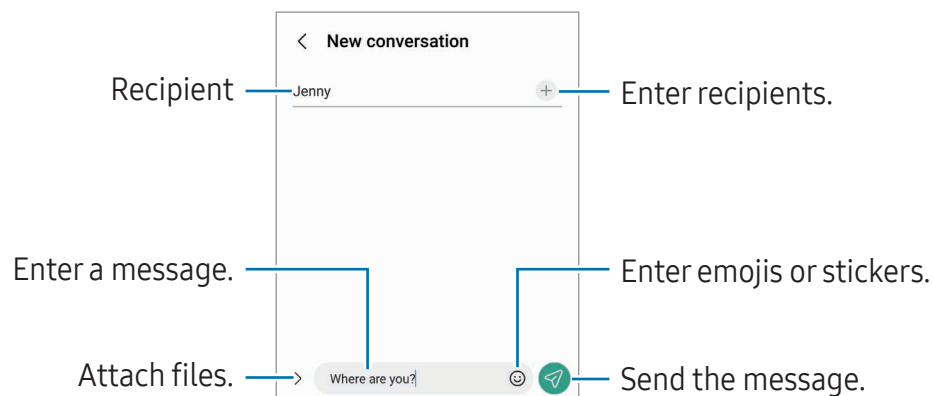 New conversation
Recipient
Jenny
Enter recipients.
Enter a message.
Enter emojis or stickers.
Attach files.
Where are you?
Send the message.